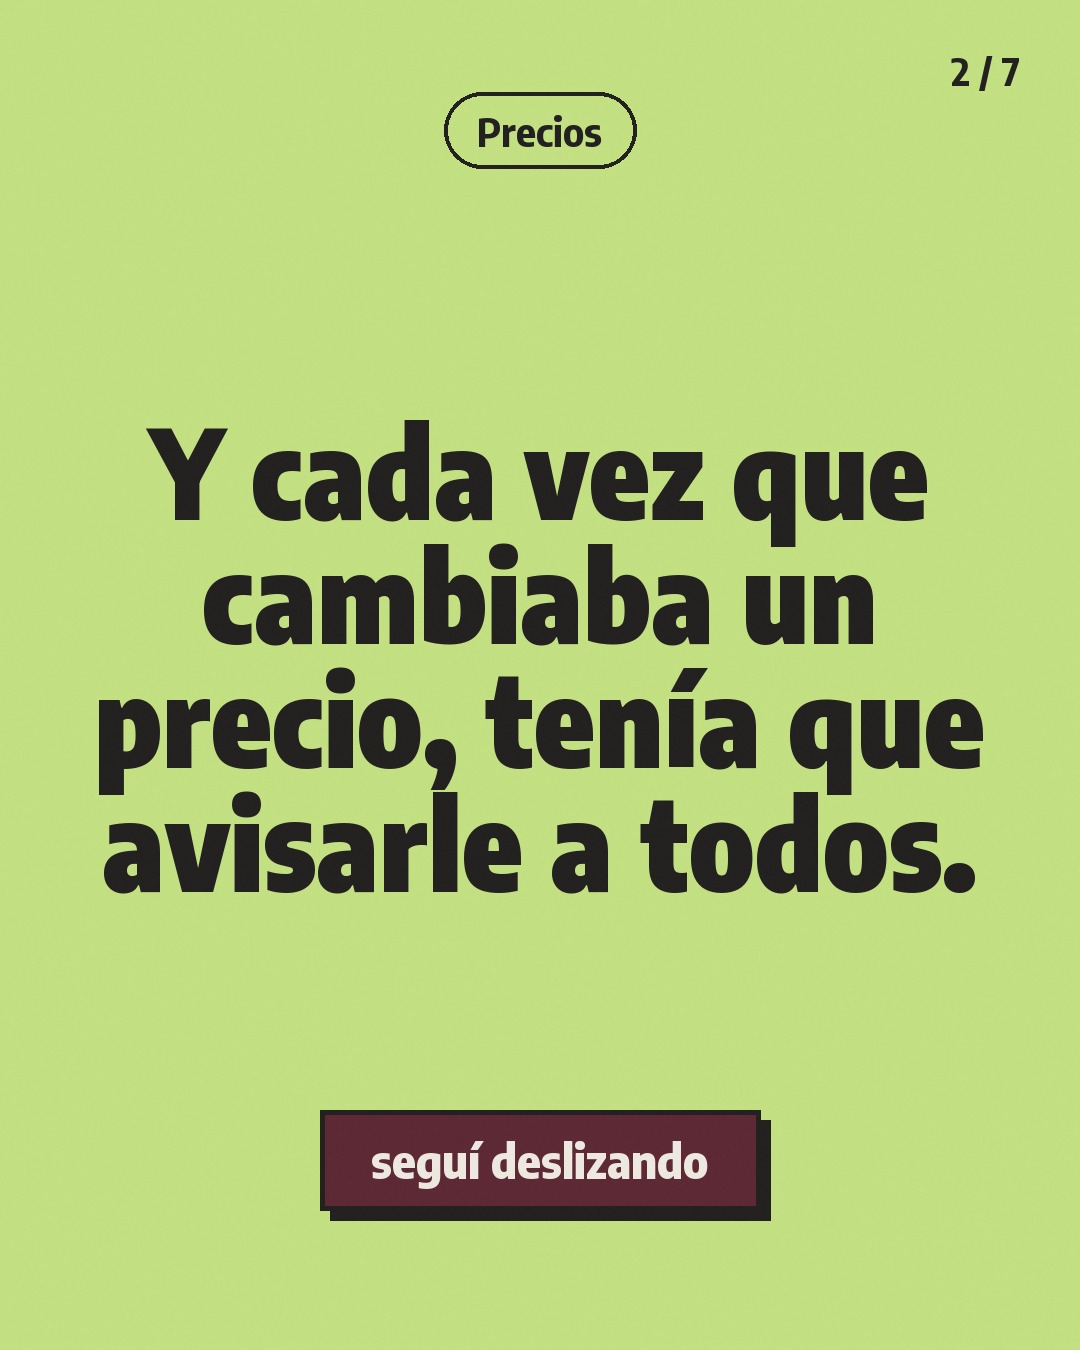 2 / 7
Precios
Y cada vez que
cambiaba un
precio, tenía que
avisarle a todos.
seguí deslizando